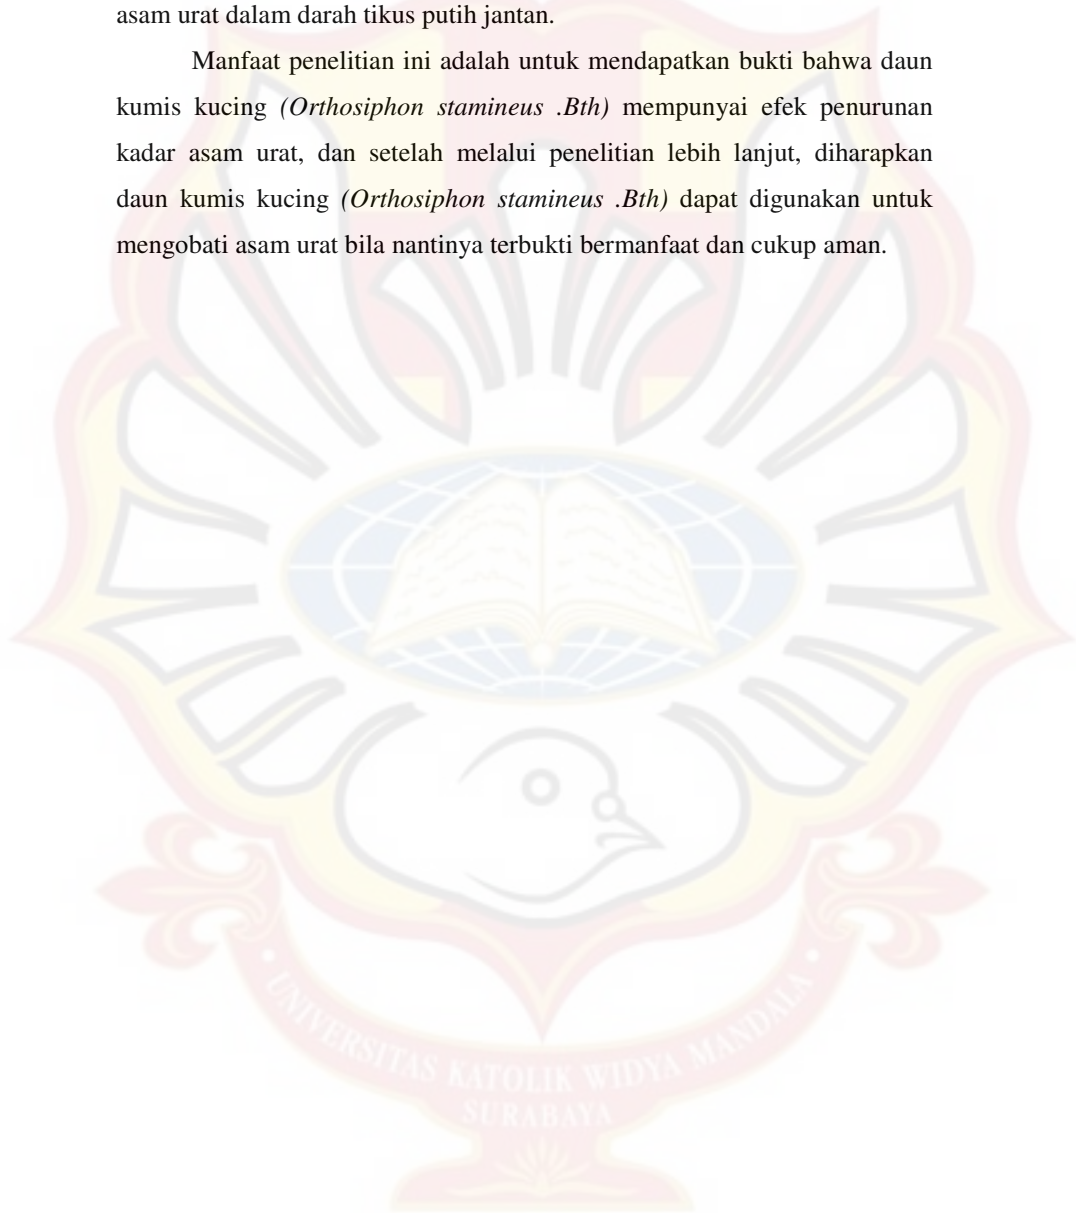 asam urat dalam darah tikus putih jantan.
Manfaat penelitian ini adalah untuk mendapatkan bukti bahwa daun
kumis kucing (Orthosiphon stamineus .Bth) mempunyai efek penurunan
kadar asam urat, dan setelah melalui penelitian lebih lanjut, diharapkan
daun kumis kucing (Orthosiphon stamineus .Bth) dapat digunakan untuk
mengobati asam urat bila nantinya terbukti bermanfaat dan cukup aman.
UNIVERSITAS KATOLIK WIDYA MANDALA
SURABAYA